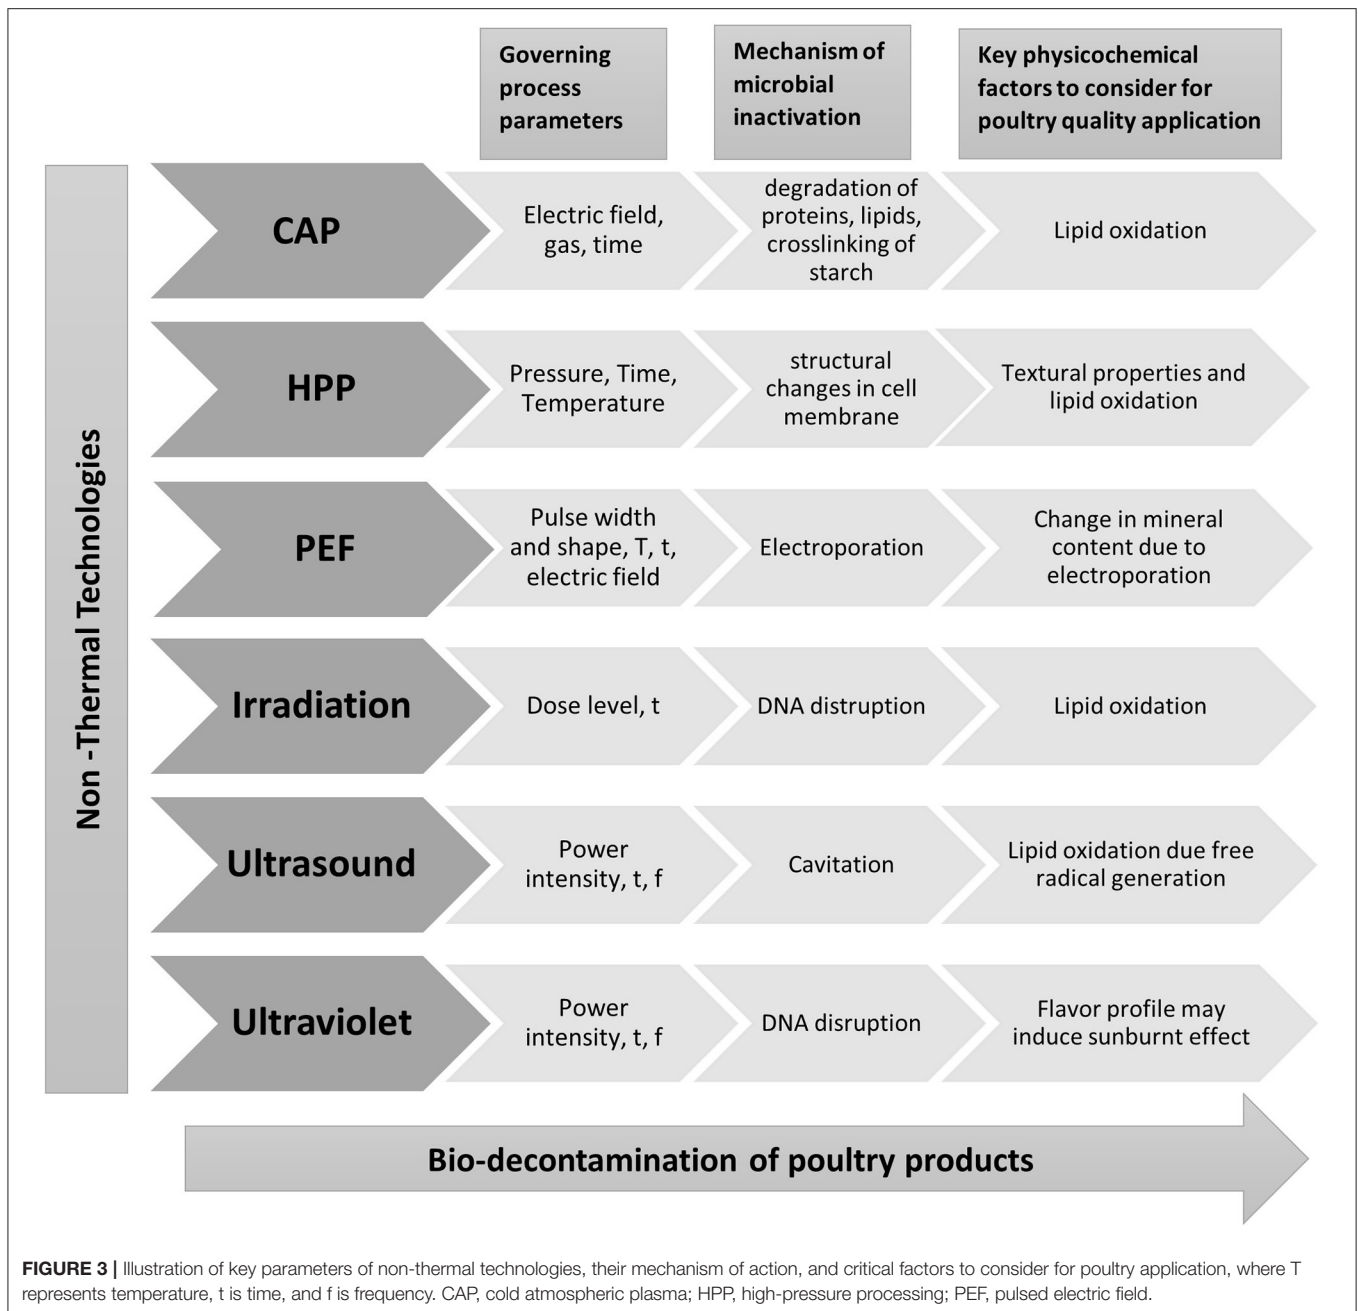 Governing
process
parameters
Mechanism of
microbial
inactivation
Key physicochemical
factors to consider for
poultry quality application
Non -Thermal Technologies
CAP
Electric field,
gas, time
degradation of
proteins, lipids,
crosslinking of
starch
Lipid oxidation
HPP
Pressure, Time,
Temperature
structural
changes in cell
membrane
Textural properties and
lipid oxidation
PEF
Pulse width
and shape, T, t,
electric field
Electroporation
Change in mineral
content due to
electroporation
Irradiation
Dose level, t
DNA distruption
Lipid oxidation
Ultrasound
Power
intensity, t, f
Cavitation
Lipid oxidation due free
radical generation
Ultraviolet
Power
intensity, t, f
DNA disruption
Flavor profile may
induce sunburnt effect
Bio-decontamination of poultry products
FIGURE 3 | Illustration of key parameters of non-thermal technologies, their mechanism of action, and critical factors to consider for poultry application, where T
represents temperature, t is time, and f is frequency. CAP, cold atmospheric plasma; HPP, high-pressure processing; PEF, pulsed electric field.